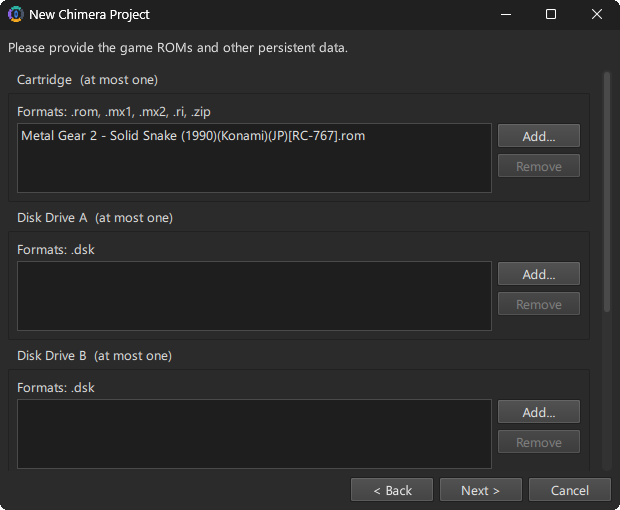 New Chimera Project
Please provide the game ROMs and other persistent data.
Cartridge (at most one)
Formats: .rom, .mx1, .mx2, .ri, .zip
Metal Gear 2 - Solid Snake (1990)(Konami)(JP)[RC-767].rom
Add...
Remove
Disk Drive A (at most one)
Formats: .dsk
Add...
Remove
Disk Drive B (at most one)
Formats: .dsk
Add...
Remove
< Back
Next >
Cancel